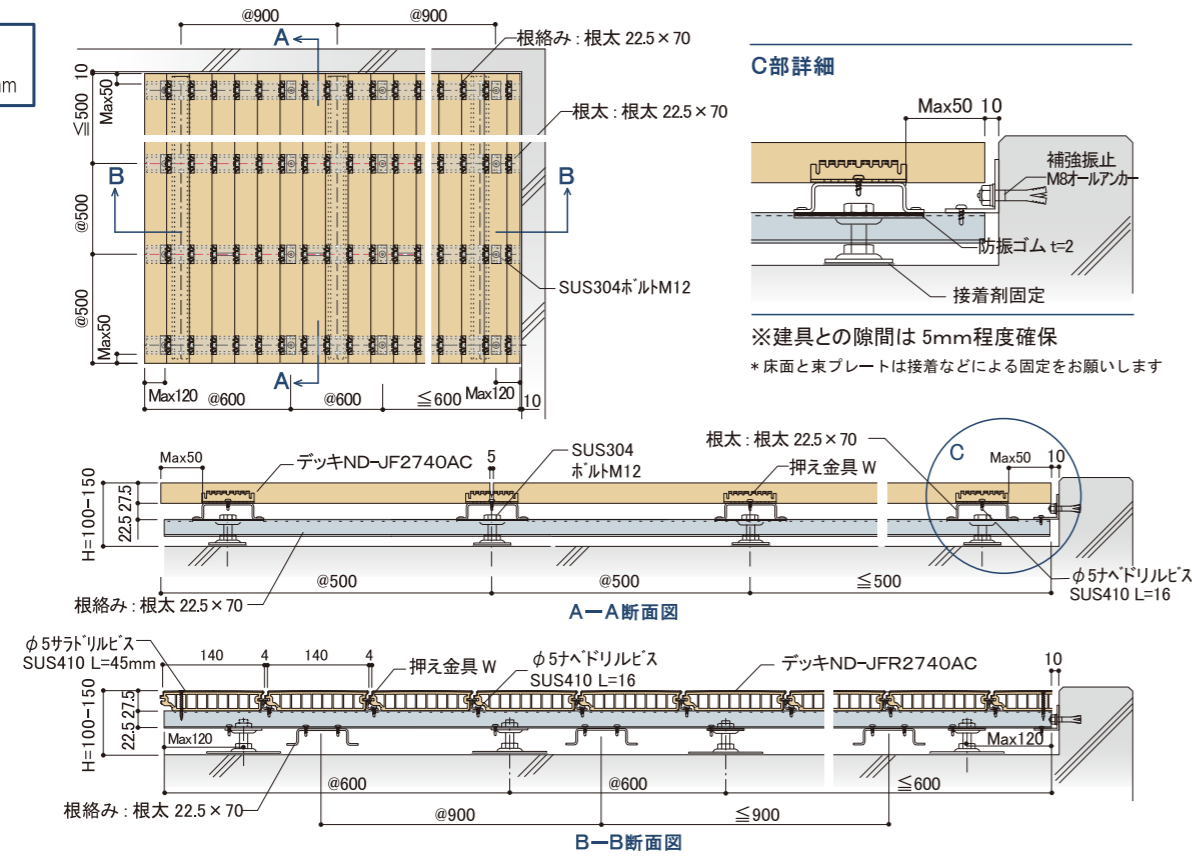 mm
@900
@900
A
根絡み : 根太 22.5×70
10
≦500
Max50
根太 : 根太 22.5×70
B
B
@500
@500
SUS304ボルトM12
Max50
A
Max120
@600
@600
≦600
Max120
10
C部詳細
Max50
10
補強振止
M8オールアンカー
防振ゴム t=2
接着剤固定
※建具との隙間は 5mm程度確保
* 床面と束プレートは接着などによる固定をお願いします
Max50
デッキND-JF2740AC
5
SUS304
ボルトM12
押え金具 W
根太 : 根太 22.5×70
C
Max50
10
H=100-150
22.5
27.5
@500
@500
≦500
φ5ナベドリルビス
SUS410 L=16
根絡み : 根太 22.5×70
A−A断面図
φ5サラドリルビス
SUS410 L=45mm
140
4
140
4
押え金具 W
φ5ナベドリルビス
SUS410 L=16
デッキND-JFR2740AC
10
H=100-150
22.5
27.5
Max120
Max120
@600
@600
≦600
根絡み : 根太 22.5×70
@900
≦900
B−B断面図